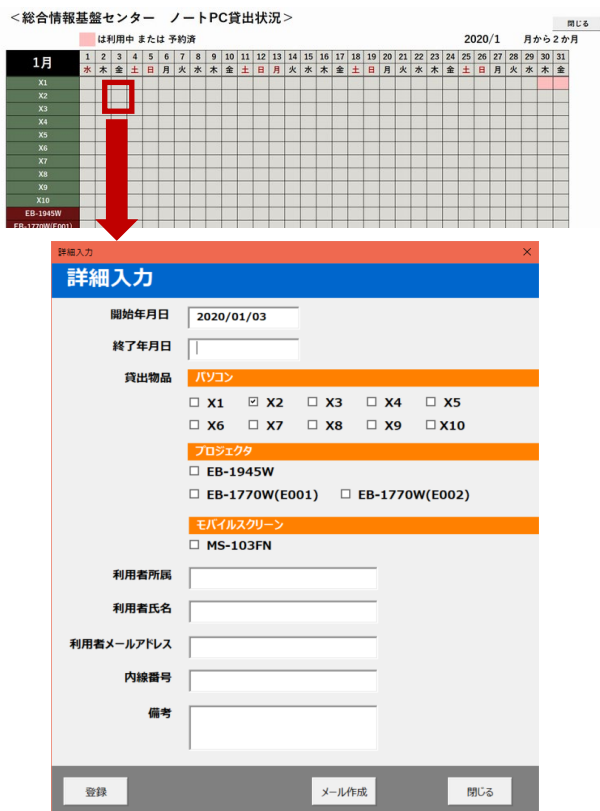 ＜総合情報基盤センター　ノートPC貸出状況＞
閉じる
は利用中 または 予約済
2020/1 月から２か月
1月 1 2 3 4 5 6 7 8 9 10 11 12 13 14 15 16 17 18 19 20 21 22 23 24 25 26 27 28 29 30 31
水 木 金 土 日 月 火 水 木 金 土 日 月 火 水 木 金 土 日 月 火 水 木 金 土 日 月 火 水 木 金
X1
X2
X3
X4
X5
X6
X7
X8
X9
X10
EB-1945W
EB-1770W(E001)
詳細入力
詳細入力
開始年月日 2020/01/03
終了年月日
貸出物品 パソコン
X1 X2 X3 X4 X5
X6 X7 X8 X9 X10
プロジェクタ
EB-1945W
EB-1770W(E001) EB-1770W(E002)
モバイルスクリーン
MS-103FN
利用者所属
利用者氏名
利用者メールアドレス
内線番号
備考
登録 メール作成 閉じる